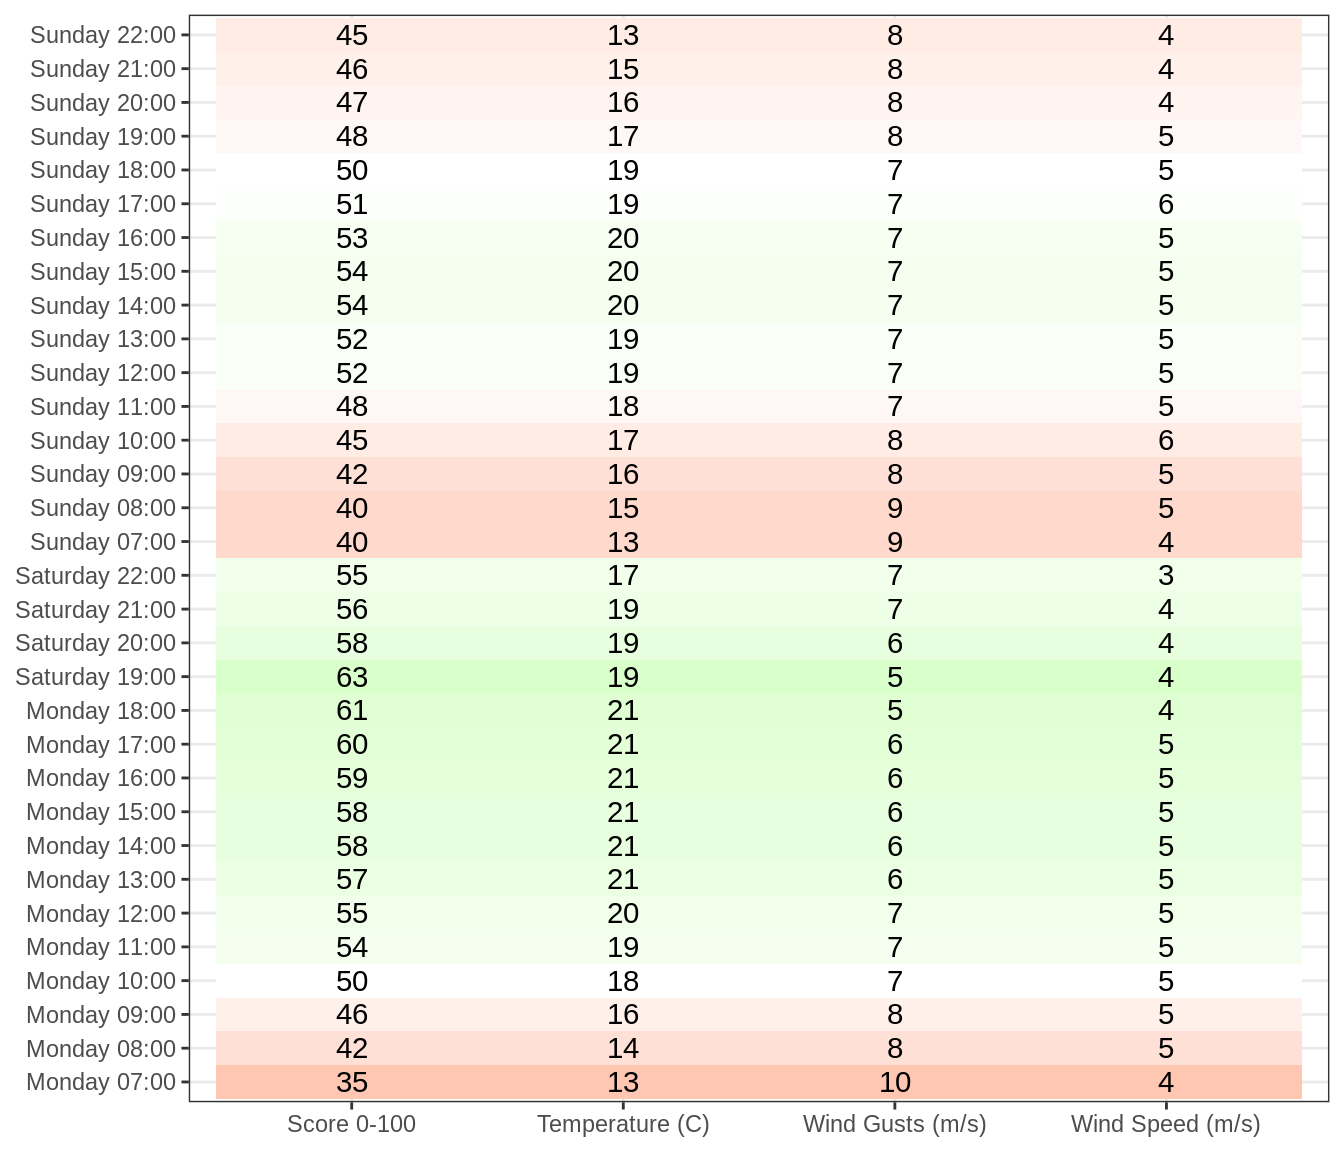 Sunday 22:00 45 13 8 4
Sunday 21:00 46 15 8 4
Sunday 20:00 47 16 8 4
Sunday 19:00 48 17 8 5
Sunday 18:00 50 19 7 5
Sunday 17:00 51 19 7 6
Sunday 16:00 53 20 7 5
Sunday 15:00 54 20 7 5
Sunday 14:00 54 20 7 5
Sunday 13:00 52 19 7 5
Sunday 12:00 52 19 7 5
Sunday 11:00 48 18 7 5
Sunday 10:00 45 17 8 6
Sunday 09:00 42 16 8 5
Sunday 08:00 40 15 9 5
Sunday 07:00 40 13 9 4
Saturday 22:00 55 17 7 3
Saturday 21:00 56 19 7 4
Saturday 20:00 58 19 6 4
Saturday 19:00 63 19 5 4
Monday 18:00 61 21 5 4
Monday 17:00 60 21 6 5
Monday 16:00 59 21 6 5
Monday 15:00 58 21 6 5
Monday 14:00 58 21 6 5
Monday 13:00 57 21 6 5
Monday 12:00 55 20 7 5
Monday 11:00 54 19 7 5
Monday 10:00 50 18 7 5
Monday 09:00 46 16 8 5
Monday 08:00 42 14 8 5
Monday 07:00 35 13 10 4
Score 0-100 Temperature (C) Wind Gusts (m/s) Wind Speed (m/s)